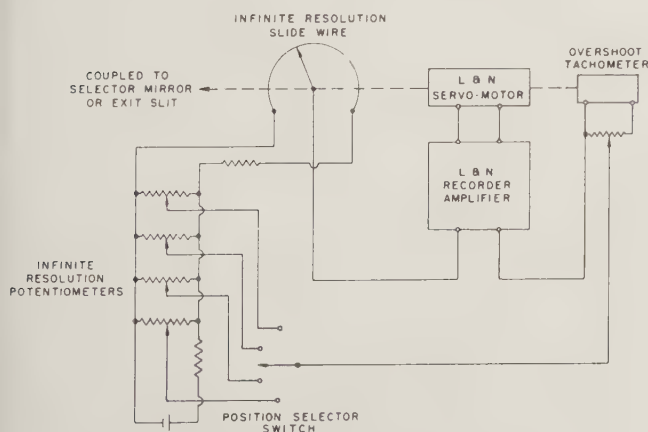 INFINITE RESOLUTION
SLIDE WIRE
OVERSHOOT
TACHOMETER
COUPLED TO
SELECTOR MIRROR
OR EXIT SLIT
L & N
SERVO-MOTOR
L & N
RECORDER
AMPLIFIER
INFINITE
RESOLUTION
POTENTIOMETERS
POSITION SELECTOR
SWITCH